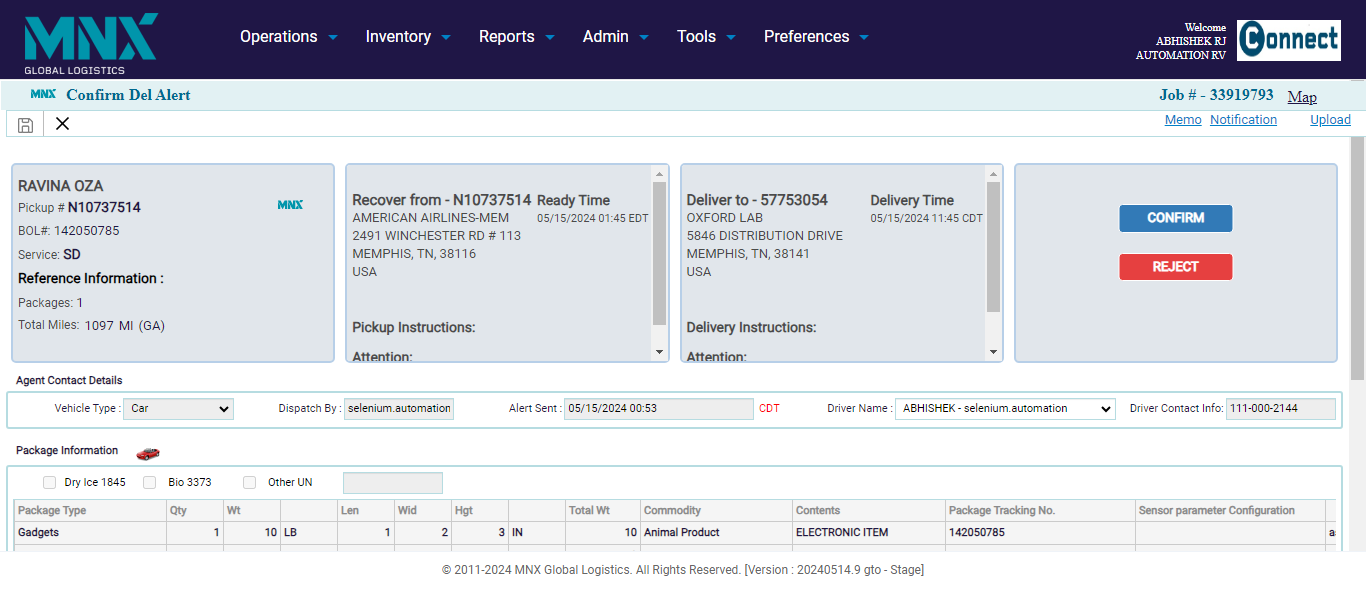 MNX
GLOBAL LOGISTICS
Operations Inventory Reports Admin Tools Preferences
Welcome
ABHISHEK RJ
AUTOMATION RV
Connect
MNX Confirm Del Alert
Job # - 33919793 Map
Memo Notification Upload
RAVINA OZA
Pickup # N10737514
MNX
BOL#: 142050785
Service: SD
Reference Information :
Packages: 1
Total Miles: 1097 MI (GA)
Recover from - N10737514 Ready Time
AMERICAN AIRLINES-MEM 05/15/2024 01:45 EDT
2491 WINCHESTER RD # 113
MEMPHIS, TN, 38116
USA
Pickup Instructions:
Attention:
Deliver to - 57753054 Delivery Time
OXFORD LAB 05/15/2024 11:45 CDT
5846 DISTRIBUTION DRIVE
MEMPHIS, TN, 38141
USA
Delivery Instructions:
Attention:
CONFIRM
REJECT
Agent Contact Details
Vehicle Type : Car Dispatch By : selenium.automation Alert Sent : 05/15/2024 00:53 CDT Driver Name : ABHISHEK - selenium.automation Driver Contact Info: 111-000-2144
Package Information
Dry Ice 1845 Bio 3373 Other UN
Package Type Qty Wt Len Wid Hgt Total Wt Commodity Contents Package Tracking No. Sensor parameter Configuration
Gadgets 1 10 LB 1 2 3 IN 10 Animal Product ELECTRONIC ITEM 142050785
© 2011-2024 MNX Global Logistics. All Rights Reserved. [Version : 20240514.9 gto - Stage]